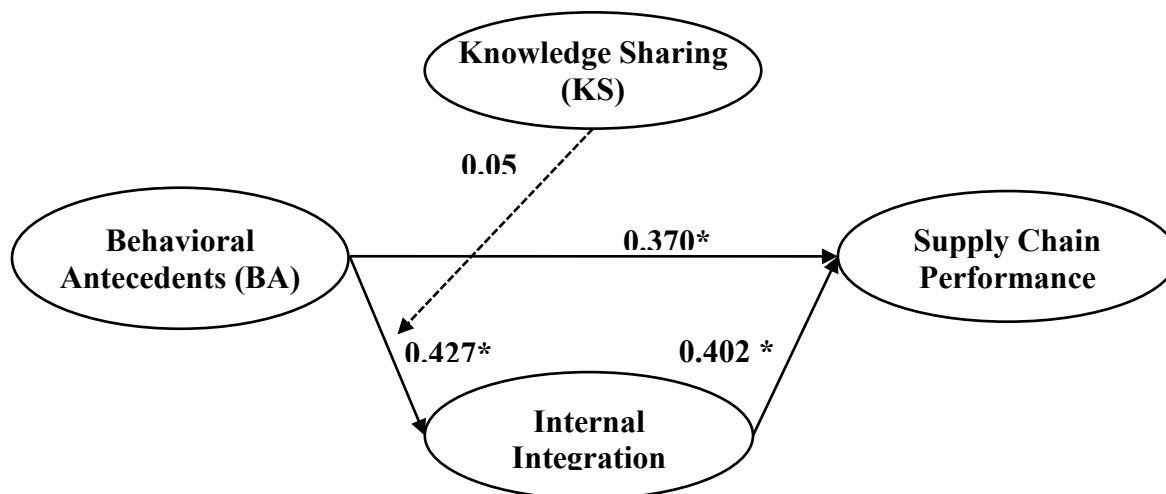 Knowledge Sharing
(KS)
0.05
Behavioral
Antecedents (BA)
0.370*
Supply Chain
Performance
0.427*
0.402 *
Internal
Integration